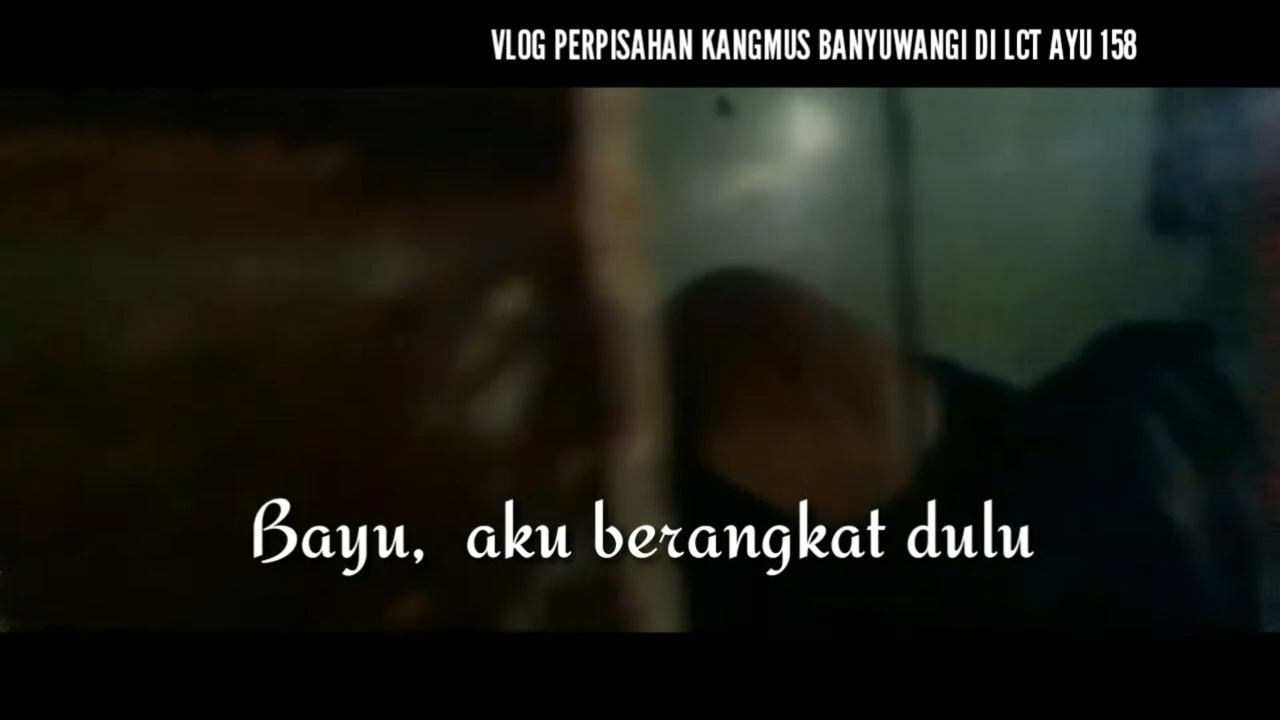 VLOG PERPISAHAN KANGMUS BANYUWANGI DI LCT AYU 158
Bayu, aku berangkat dulu